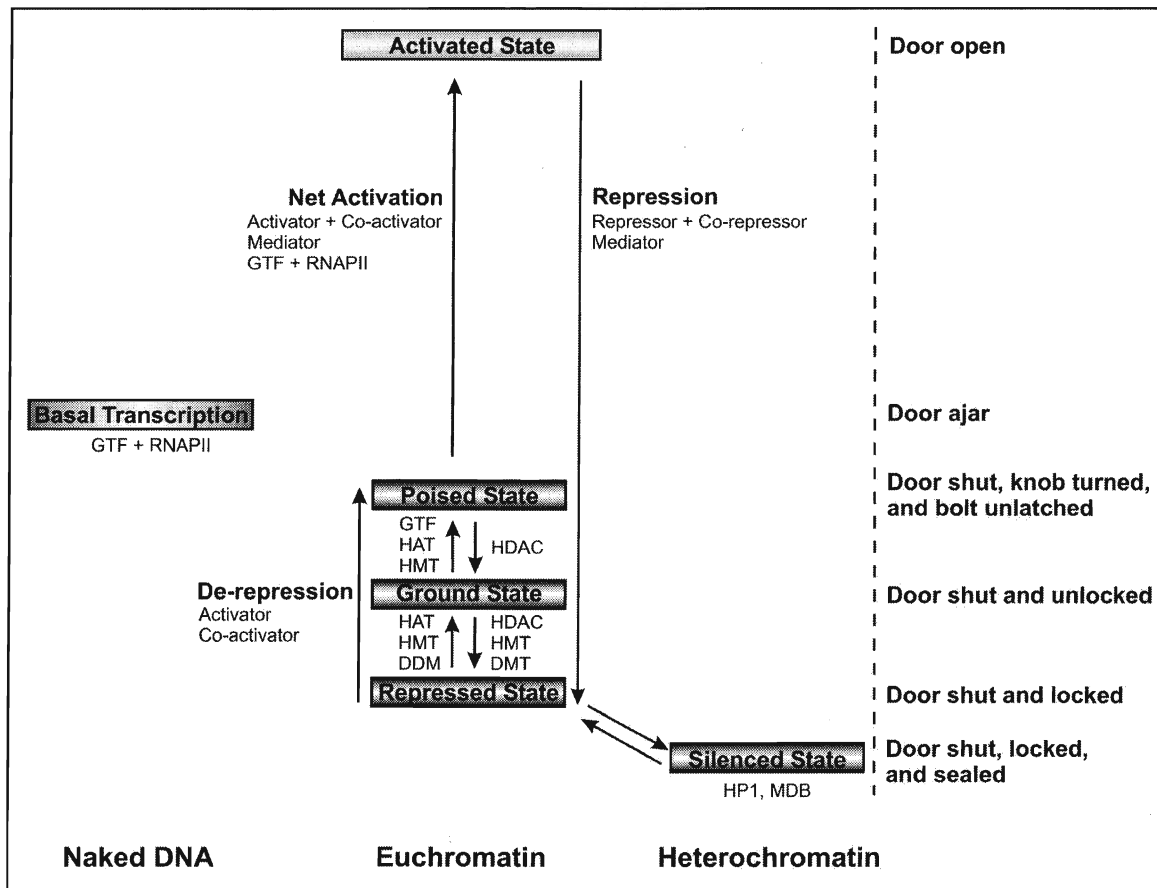 Activated State
Door open
Net Activation
Activator + Co-activator
Mediator
GTF + RNAPII
Repression
Repressor + Co-repressor
Mediator
Basal Transcription
GTF + RNAPII
Door ajar
Poised State
Door shut, knob turned,
and bolt unlatched
GTF
HAT
HMT
HDAC
De-repression
Activator
Co-activator
Ground State
Door shut and unlocked
HAT
HMT
DDM
HDAC
HMT
DMT
Repressed State
Door shut and locked
Silenced State
HP1, MDB
Door shut, locked,
and sealed
Naked DNA
Euchromatin
Heterochromatin